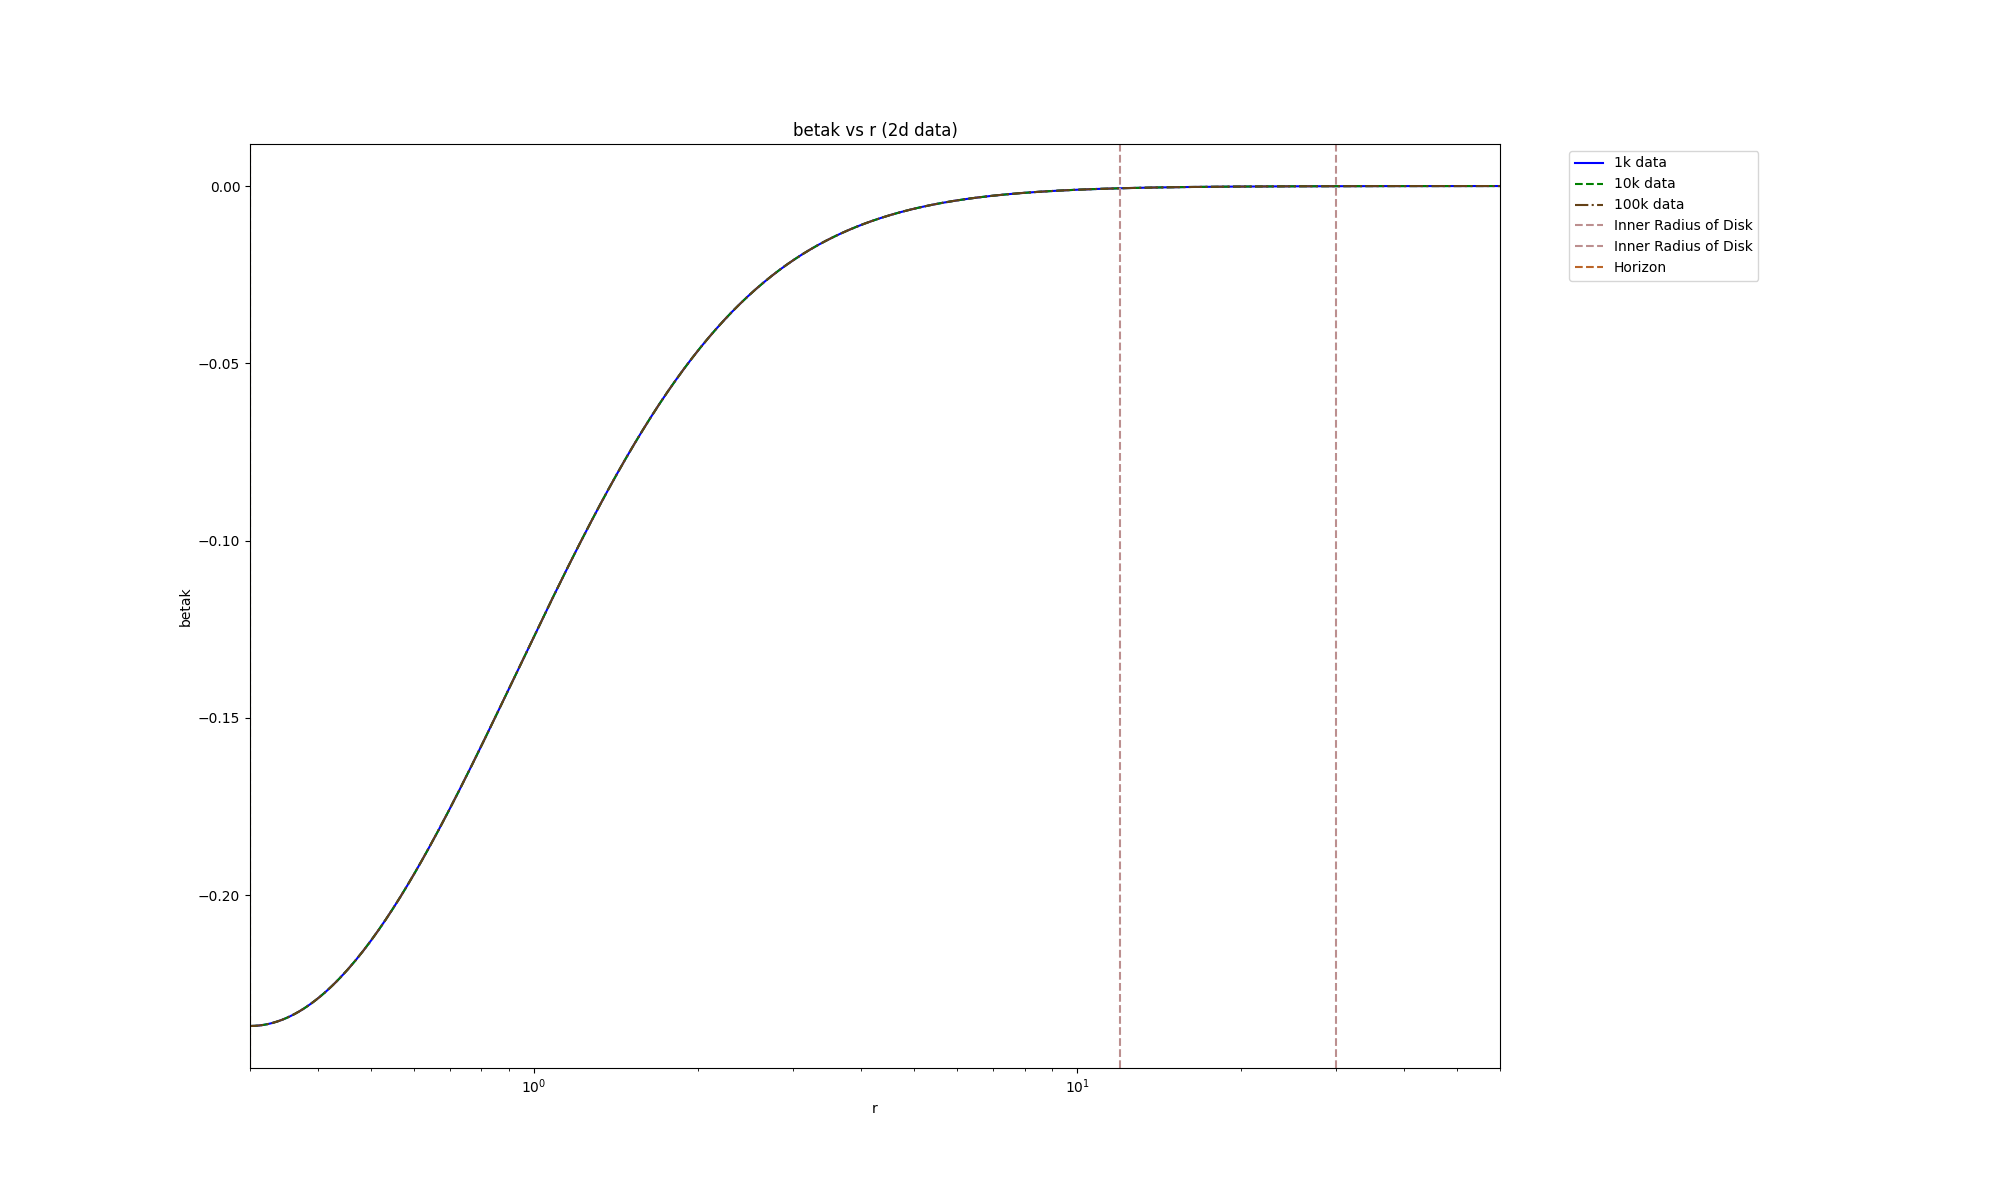 betak vs r (2d data)
1k data
10k data
100k data
Inner Radius of Disk
Inner Radius of Disk
Horizon
0.00
−0.05
−0.10
−0.15
−0.20
betak
10⁰
10¹
r